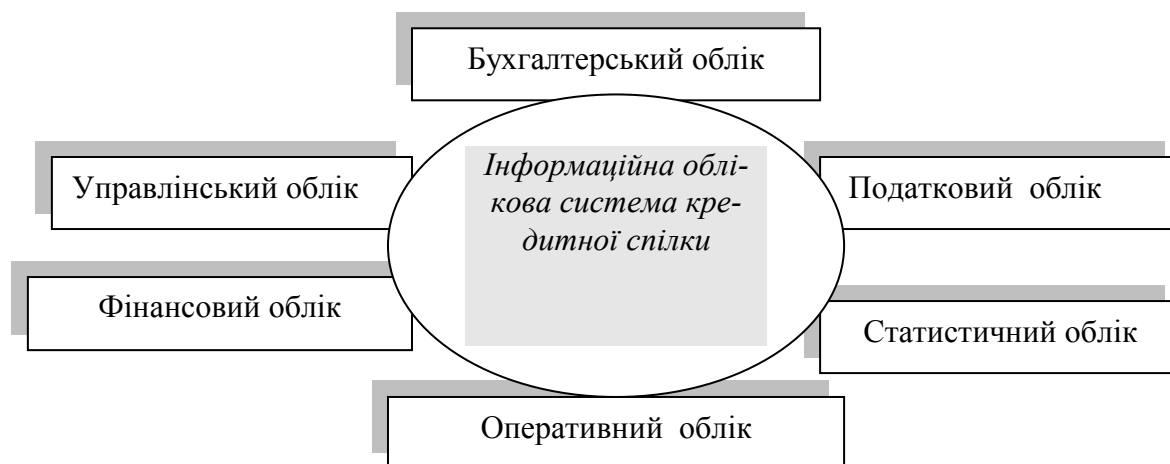 Бухгалтерський облік
Інформаційна облі-
кова система кре-
дитної спілки
Управлінський облік
Податковий облік
Фінансовий облік
Статистичний облік
Оперативний облік